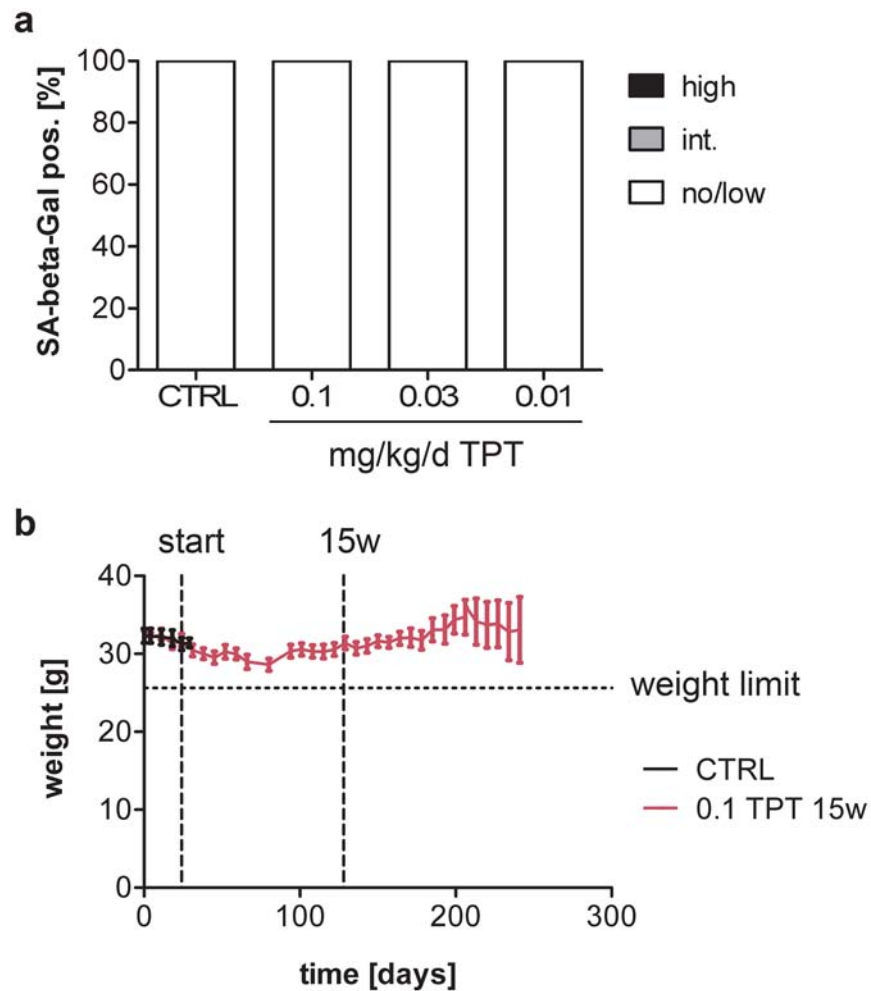 a
SA-beta-Gal pos. [%]
100
80
60
40
20
0
CTRL 0.1 0.03 0.01
mg/kg/d TPT
high
int.
no/low
b
start 15w
weight [g]
40
30
20
10
0
0 100 200 300
time [days]
weight limit
CTRL
0.1 TPT 15w